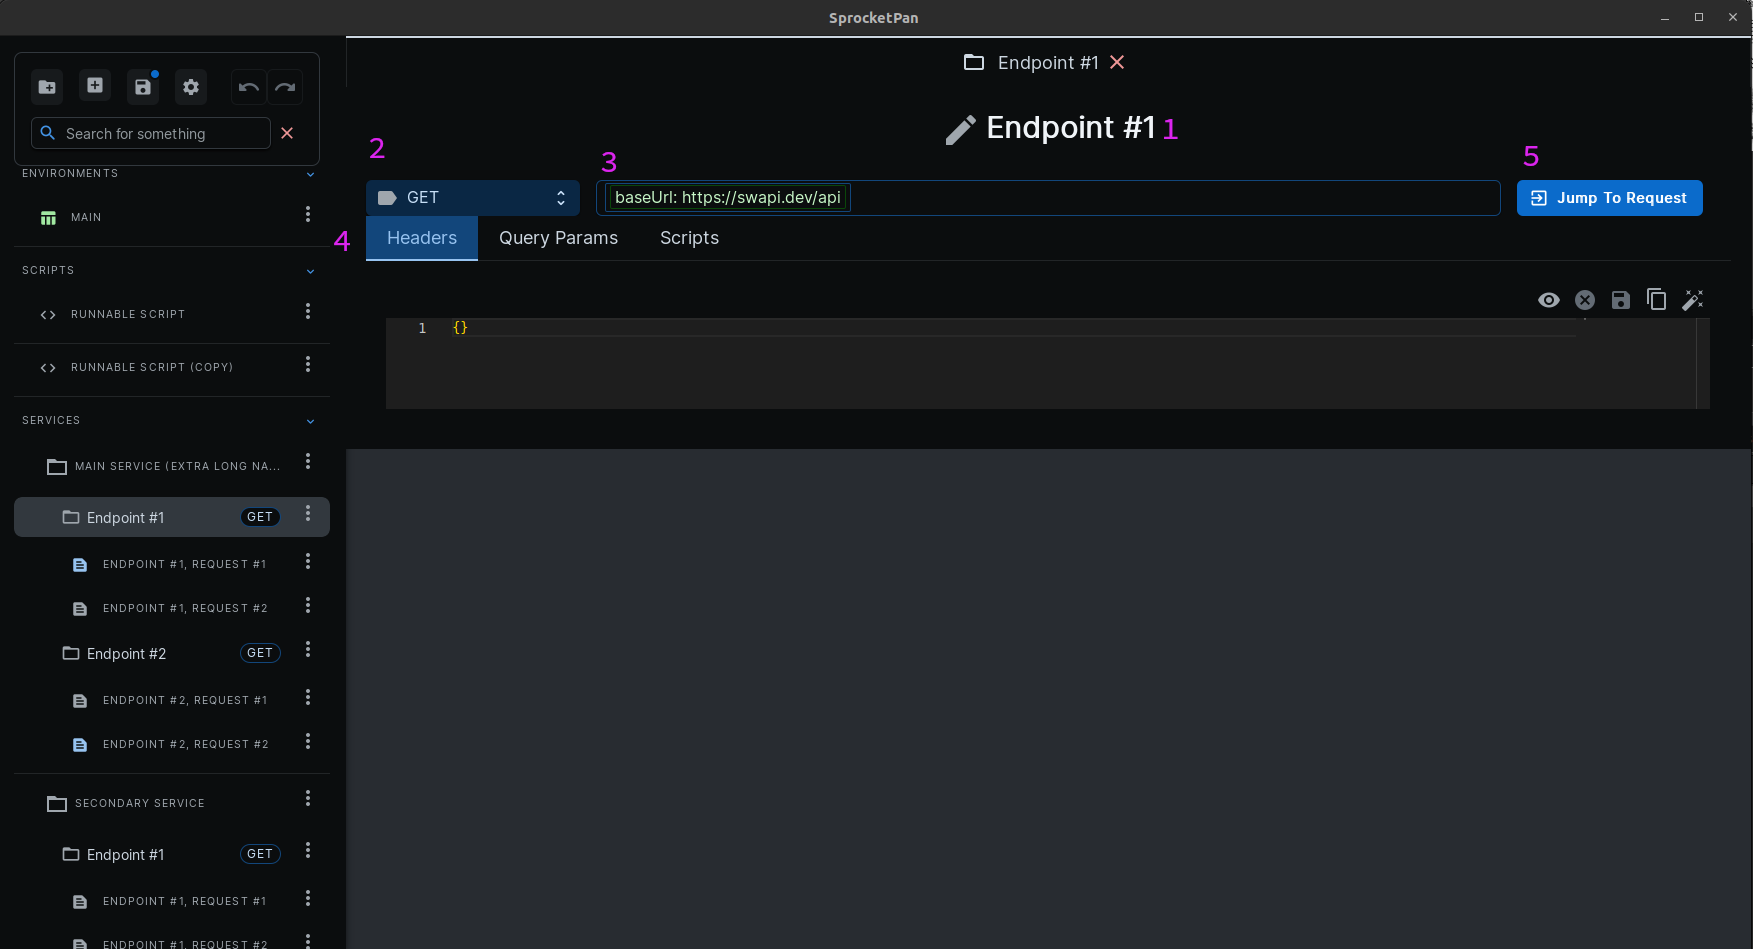 SprocketPan
Endpoint #1
Search for something
ENVIRONMENTS
MAIN
SCRIPTS
RUNNABLE SCRIPT
RUNNABLE SCRIPT (COPY)
SERVICES
MAIN SERVICE (EXTRA LONG NA...
Endpoint #1 GET
ENDPOINT #1, REQUEST #1
ENDPOINT #1, REQUEST #2
Endpoint #2 GET
ENDPOINT #2, REQUEST #1
ENDPOINT #2, REQUEST #2
SECONDARY SERVICE
Endpoint #1 GET
ENDPOINT #1, REQUEST #1
ENDPOINT #1, REQUEST #2
Endpoint #1 1
2 3 5
GET baseUrl: https://swapi.dev/api Jump To Request
4 Headers Query Params Scripts
1 {}